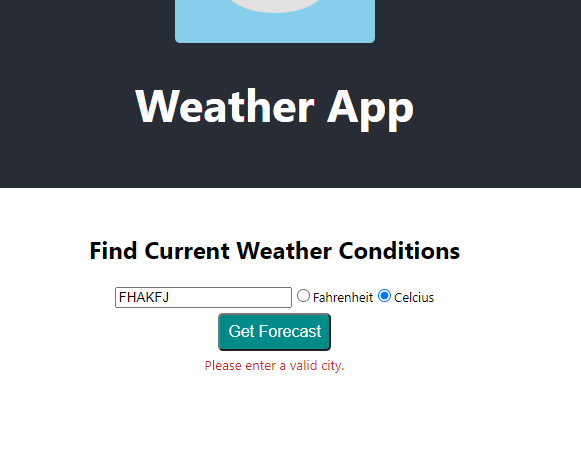 Weather App
Find Current Weather Conditions
FHAKFJ Fahrenheit Celcius
Get Forecast
Please enter a valid city.